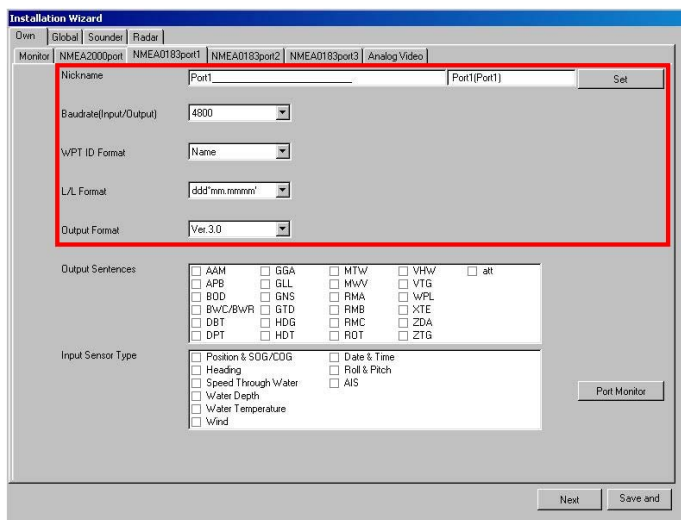 Installation Wizard
Own Global Sounder Radar
Monitor NMEA2000port NMEA0183port1 NMEA0183port2 NMEA0183port3 Analog Video
Nickname Port1____________________ Port1(Port1) Set
Baudrate(Input/Output) 4800
WPT ID Format Name
L/L Format ddd°mm.mmmm'
Output Format Ver.3.0
Output Sentences AAM GGA MTW VHW att
APB GLL MWV VTG
BOD GNS RMA WPL
BWC/BWR GTD RMB XTE
DBT HDG RMC ZDA
DPT HDT ROT ZTG
Input Sensor Type Position & SOG/COG Date & Time
Heading Roll & Pitch
Speed Through Water AIS
Water Depth
Water Temperature
Wind
Port Monitor
Next Save and